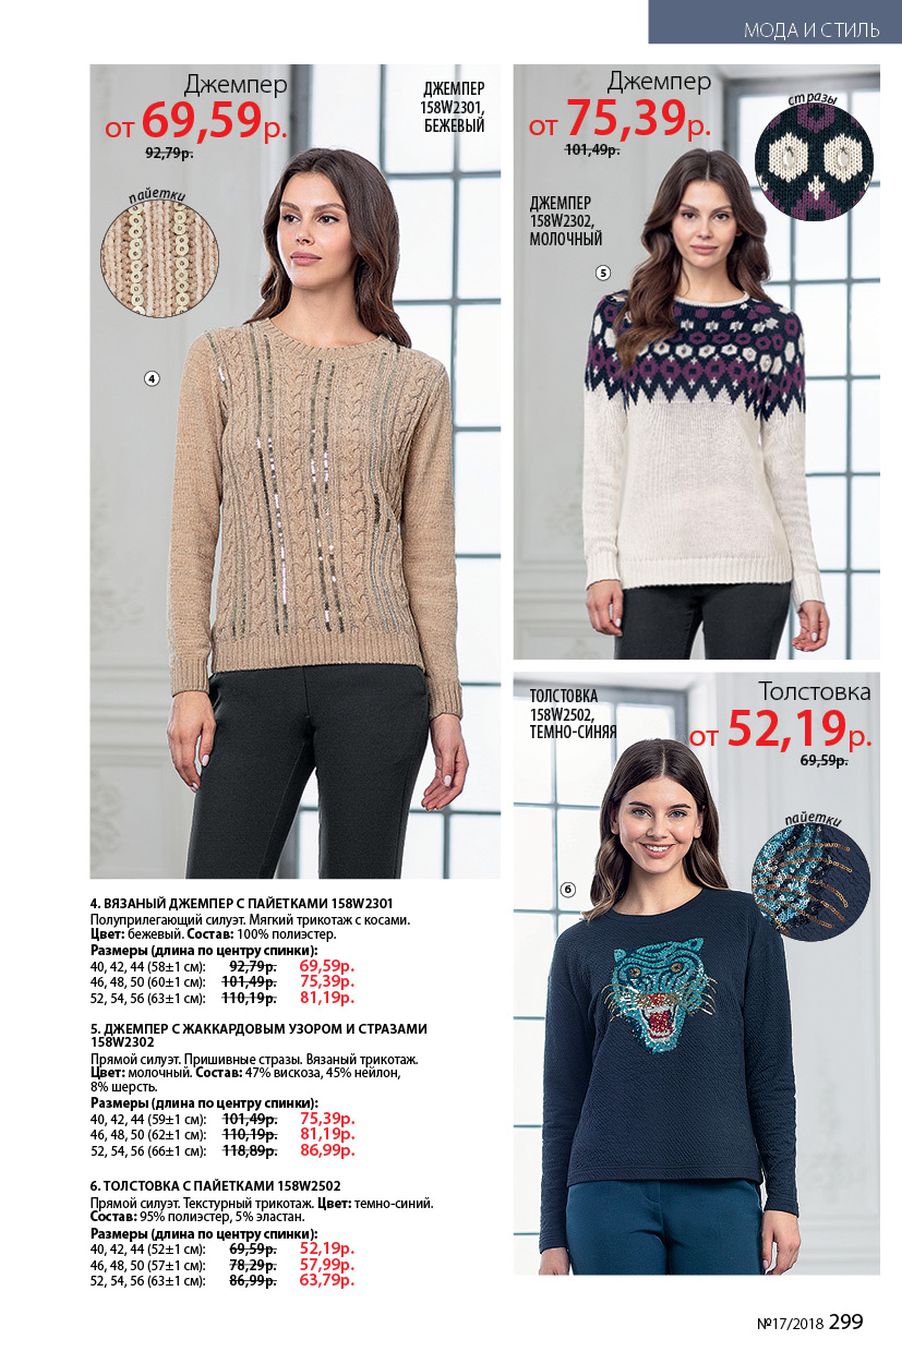 МОДА И СТИЛЬ
Джемпер
от 69,59р.
92,79р.
ДЖЕМПЕР
158W2301,
БЕЖЕВЫЙ
пайетки
4
Джемпер
от 75,39р.
101,49р.
стразы
ДЖЕМПЕР
158W2302,
МОЛОЧНЫЙ
5
ТОЛСТОВКА
158W2502,
ТЕМНО-СИНЯЯ
Толстовка
от 52,19р.
69,59р.
пайетки
6
4. ВЯЗАНЫЙ ДЖЕМПЕР С ПАЙЕТКАМИ 158W2301
Полуприлегающий силуэт. Мягкий трикотаж с косами.
Цвет: бежевый. Состав: 100% полиэстер.
Размеры (длина по центру спинки):
40, 42, 44 (58±1 см): 92,79р. 69,59р.
46, 48, 50 (60±1 см): 101,49р. 75,39р.
52, 54, 56 (63±1 см): 110,19р. 81,19р.
5. ДЖЕМПЕР С ЖАККАРДОВЫМ УЗОРОМ И СТРАЗАМИ
158W2302
Прямой силуэт. Пришивные стразы. Вязаный трикотаж.
Цвет: молочный. Состав: 47% вискоза, 45% нейлон,
8% шерсть.
Размеры (длина по центру спинки):
40, 42, 44 (59±1 см): 101,49р. 75,39р.
46, 48, 50 (62±1 см): 110,19р. 81,19р.
52, 54, 56 (66±1 см): 118,89р. 86,99р.
6. ТОЛСТОВКА С ПАЙЕТКАМИ 158W2502
Прямой силуэт. Текстурный трикотаж. Цвет: темно-синий.
Состав: 95% полиэстер, 5% эластан.
Размеры (длина по центру спинки):
40, 42, 44 (52±1 см): 69,59р. 52,19р.
46, 48, 50 (57±1 см): 78,29р. 57,99р.
52, 54, 56 (63±1 см): 86,99р. 63,79р.
№17/2018 299